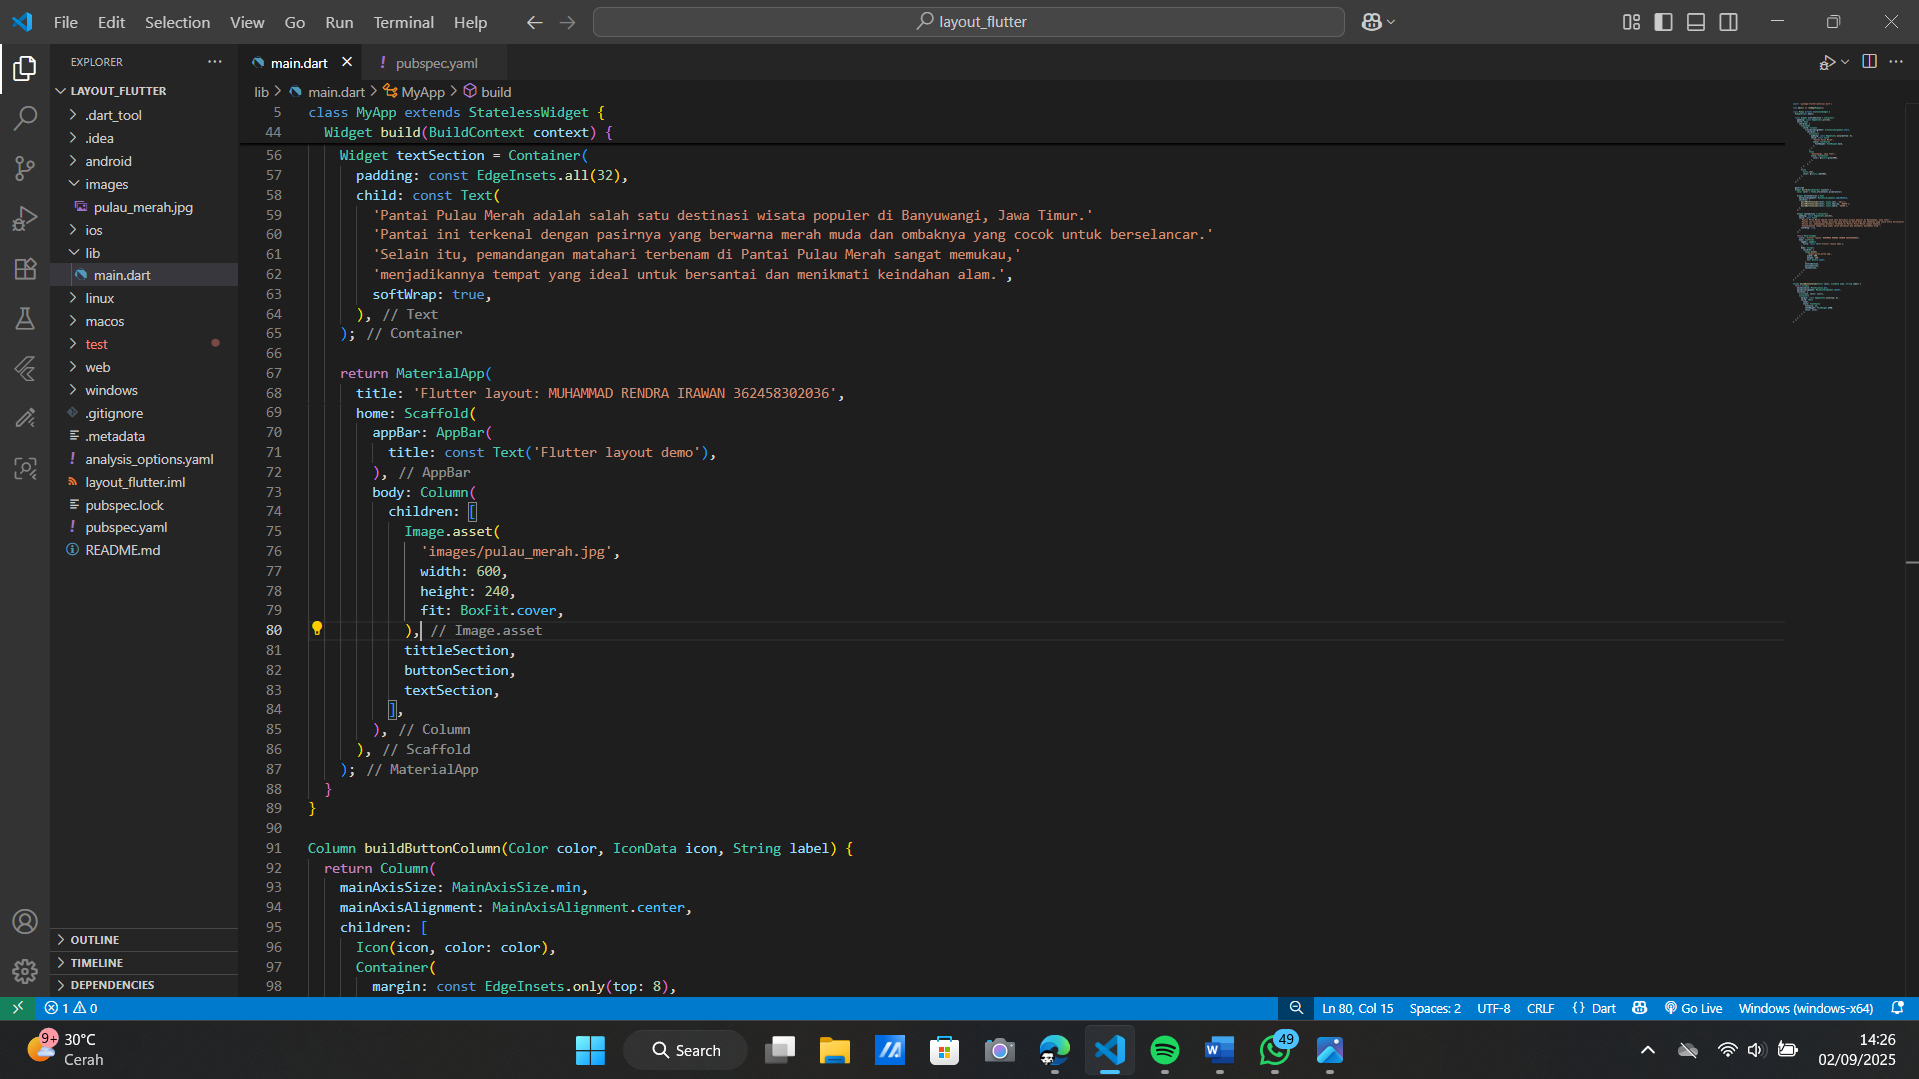 File Edit Selection View Go Run Terminal Help
layout_flutter
EXPLORER
main.dart
pubspec.yaml
LAYOUT_FLUTTER
.dart_tool
.idea
android
images
pulau_merah.jpg
ios
lib
main.dart
linux
macos
test
web
windows
.gitignore
.metadata
analysis_options.yaml
layout_flutter.iml
pubspec.lock
pubspec.yaml
README.md
OUTLINE
TIMELINE
DEPENDENCIES
lib > main.dart > MyApp > build
5 class MyApp extends StatelessWidget {
44 Widget build(BuildContext context) {
56 Widget textSection = Container(
57 padding: const EdgeInsets.all(32),
58 child: const Text(
59 'Pantai Pulau Merah adalah salah satu destinasi wisata populer di Banyuwangi, Jawa Timur.'
60 'Pantai ini terkenal dengan pasirnya yang berwarna merah muda dan ombaknya yang cocok untuk berselancar.'
61 'Selain itu, pemandangan matahari terbenam di Pantai Pulau Merah sangat memukau,'
62 'menjadikannya tempat yang ideal untuk bersantai dan menikmati keindahan alam.',
63 softWrap: true,
64 ), // Text
65 ); // Container
66
67 return MaterialApp(
68 title: 'Flutter layout: MUHAMMAD RENDRA IRAWAN 362458302036',
69 home: Scaffold(
70 appBar: AppBar(
71 title: const Text('Flutter layout demo'),
72 ), // AppBar
73 body: Column(
74 children: [
75 Image.asset(
76 'images/pulau_merah.jpg',
77 width: 600,
78 height: 240,
79 fit: BoxFit.cover,
80 ), // Image.asset
81 tittleSection,
82 buttonSection,
83 textSection,
84 ],
85 ), // Column
86 ), // Scaffold
87 ); // MaterialApp
88 }
89 }
90
91 Column buildButtonColumn(Color color, IconData icon, String label) {
92 return Column(
93 mainAxisSize: MainAxisSize.min,
94 mainAxisAlignment: MainAxisAlignment.center,
95 children: [
96 Icon(icon, color: color),
97 Container(
98 margin: const EdgeInsets.only(top: 8),
1 0 Ln 80, Col 15 Spaces: 2 UTF-8 CRLF {} Dart Go Live Windows (windows-x64)
9+ 30°C
Cerah
Search
49
14:26
02/09/2025